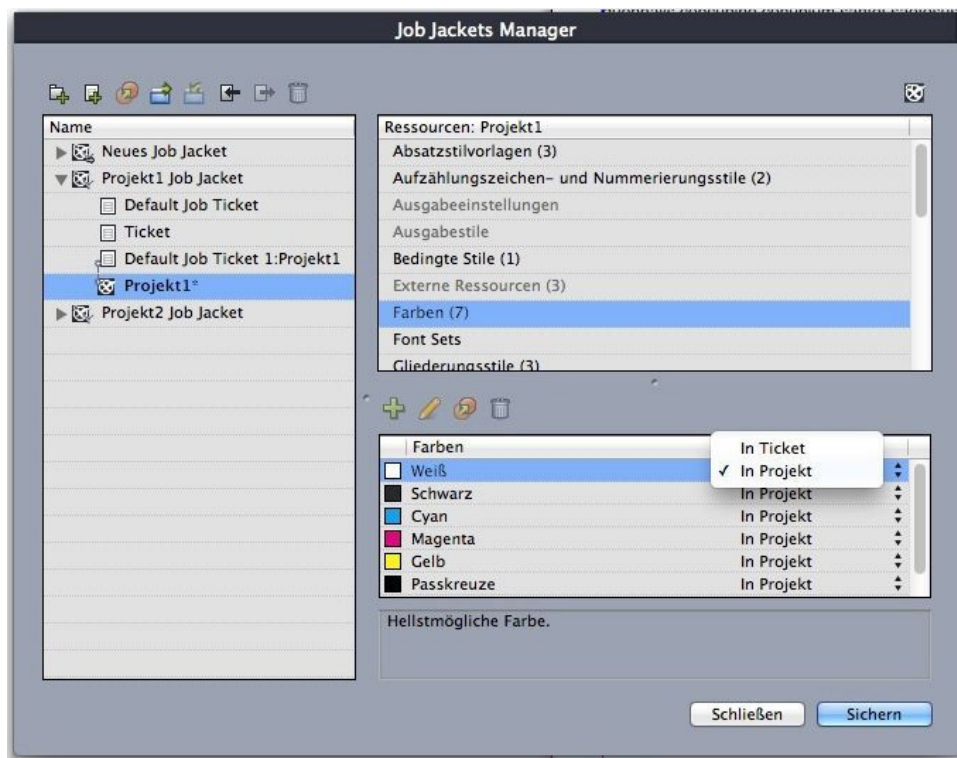 Job Jackets Manager
Name
Neues Job Jacket
Projekt1 Job Jacket
Default Job Ticket
Ticket
Default Job Ticket 1:Projekt1
Projekt1*
Projekt2 Job Jacket
Ressourcen: Projekt1
Absatzstilvorlagen (3)
Aufzählungszeichen- und Nummerierungsstile (2)
Ausgabeeinstellungen
Ausgabestile
Bedingte Stile (1)
Externe Ressourcen (3)
Farben (7)
Font Sets
Gliederungsstile (3)
Farben
In Ticket
Weiß ✓ In Projekt
Schwarz In Projekt
Cyan In Projekt
Magenta In Projekt
Gelb In Projekt
Passkreuze In Projekt
Hellstmögliche Farbe.
Schließen Sichern